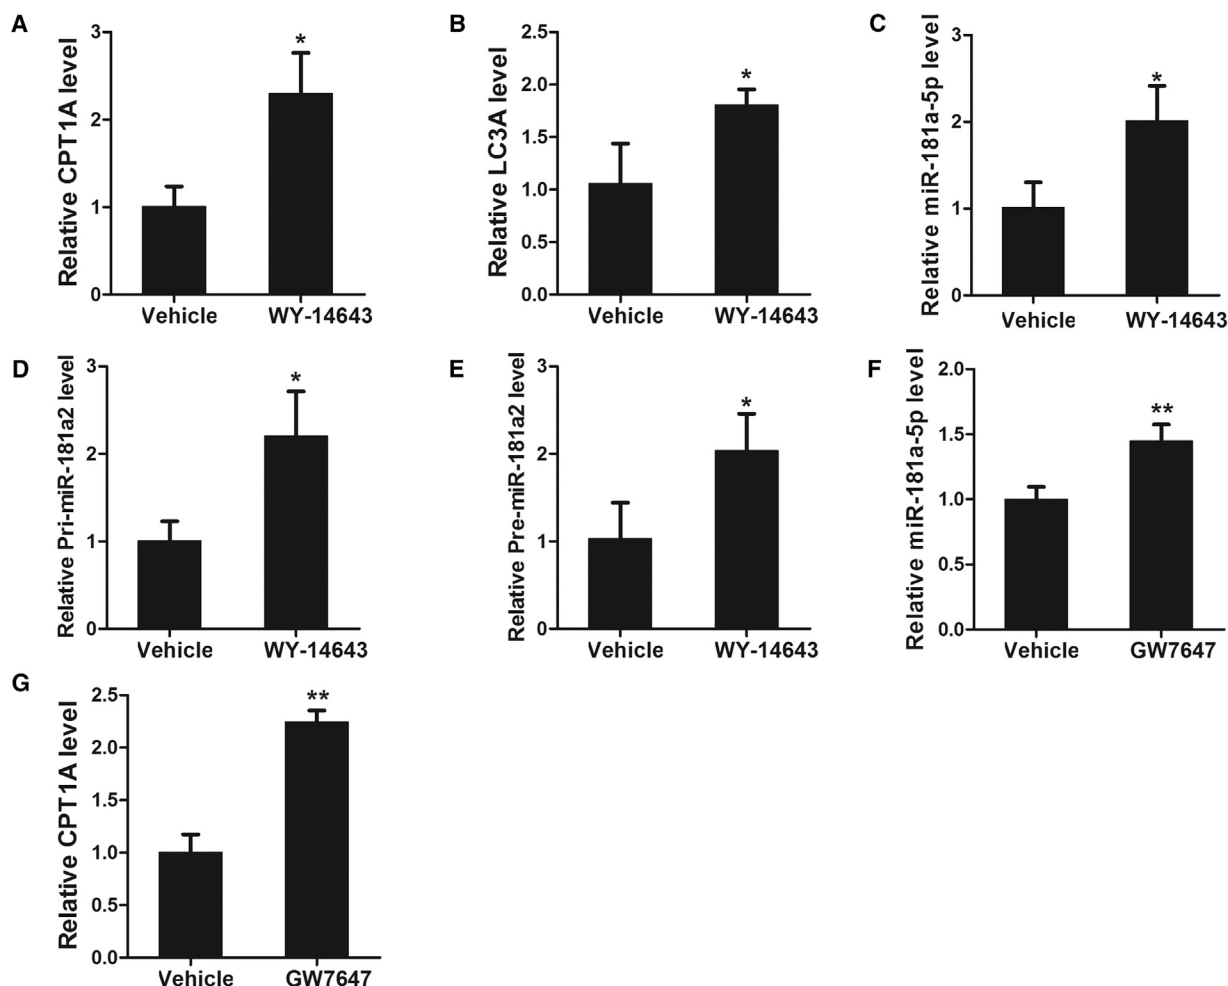 A
Relative CPT1A level
3
2
1
0
*
Vehicle
WY-14643
B
Relative LC3A level
2.5
2.0
1.5
1.0
0.5
0.0
*
Vehicle
WY-14643
C
Relative miR-181a-5p level
3
2
1
0
*
Vehicle
WY-14643
D
Relative Pri-miR-181a2 level
3
2
1
0
*
Vehicle
WY-14643
E
Relative Pre-miR-181a2 level
3
2
1
0
*
Vehicle
WY-14643
F
Relative miR-181a-5p level
2.0
1.5
1.0
0.5
0.0
**
Vehicle
GW7647
G
Relative CPT1A level
2.5
2.0
1.5
1.0
0.5
0.0
**
Vehicle
GW7647